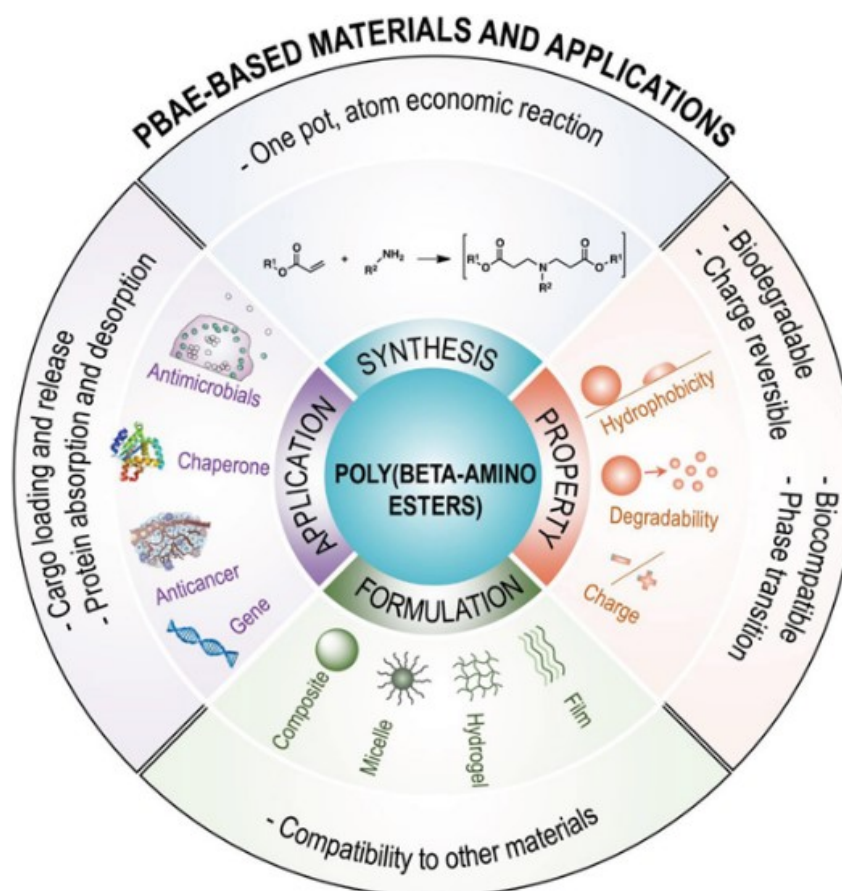 PBAE-BASED MATERIALS AND APPLICATIONS
- One pot, atom economic reaction
R¹ O O + R² NH₂ → [ R¹ O O N R² O O R¹ ]
SYNTHESIS
- Biodegradable
- Charge reversible
- Biocompatible
- Phase transition
Hydrophobicity
Degradability
Charge
PROPERTY
POLY(BETA-AMINO
ESTERS)
APPLICATION
Antimicrobials
Chaperone
Anticancer
Gene
- Cargo loading and release
- Protein absorption and desorption
FORMULATION
Composite
Micelle
Hydrogel
Film
- Compatibility to other materials